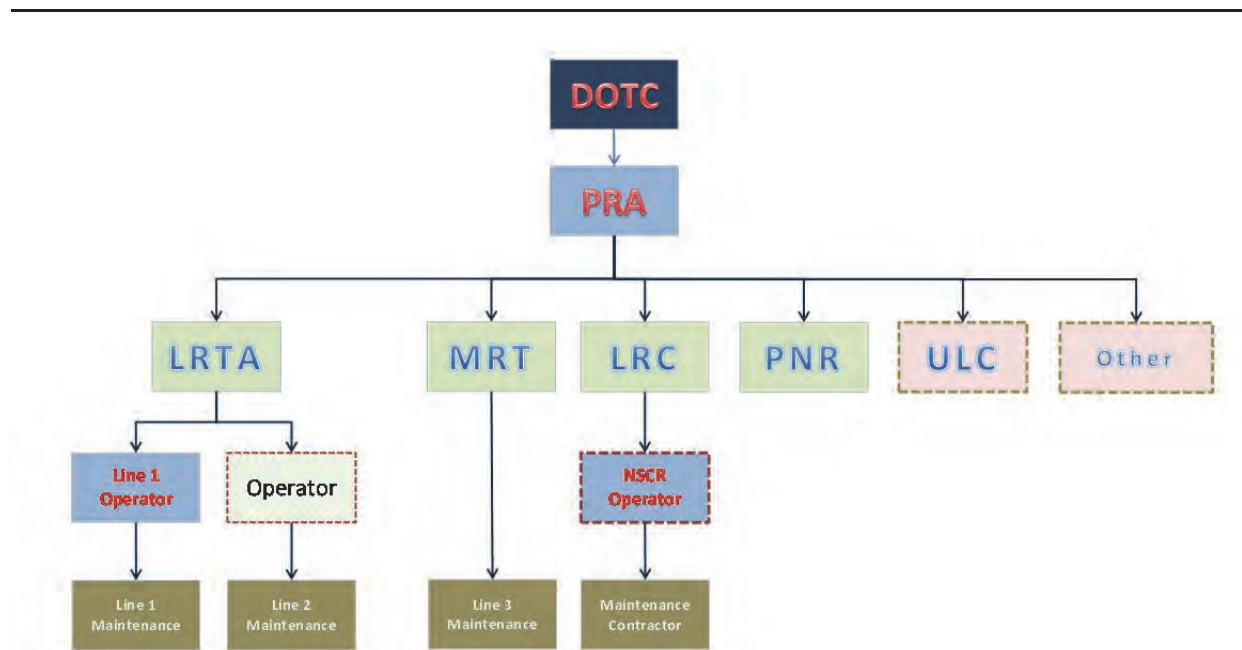 DOTC
PRA
LRTA
MRT
LRC
PNR
ULC
Other
Line 1
Operator
Operator
NSCR
Operator
Line 1
Maintenance
Line 2
Maintenance
Line 3
Maintenance
Maintenance
Contractor